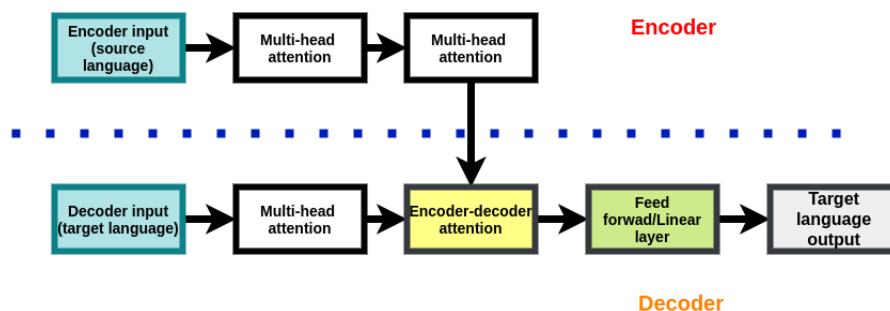 Encoder input
(source
language)
Multi-head
attention
Multi-head
attention
Encoder
Decoder input
(target language)
Multi-head
attention
Encoder-decoder
attention
Feed
forwad/Linear
layer
Target
language
output
Decoder